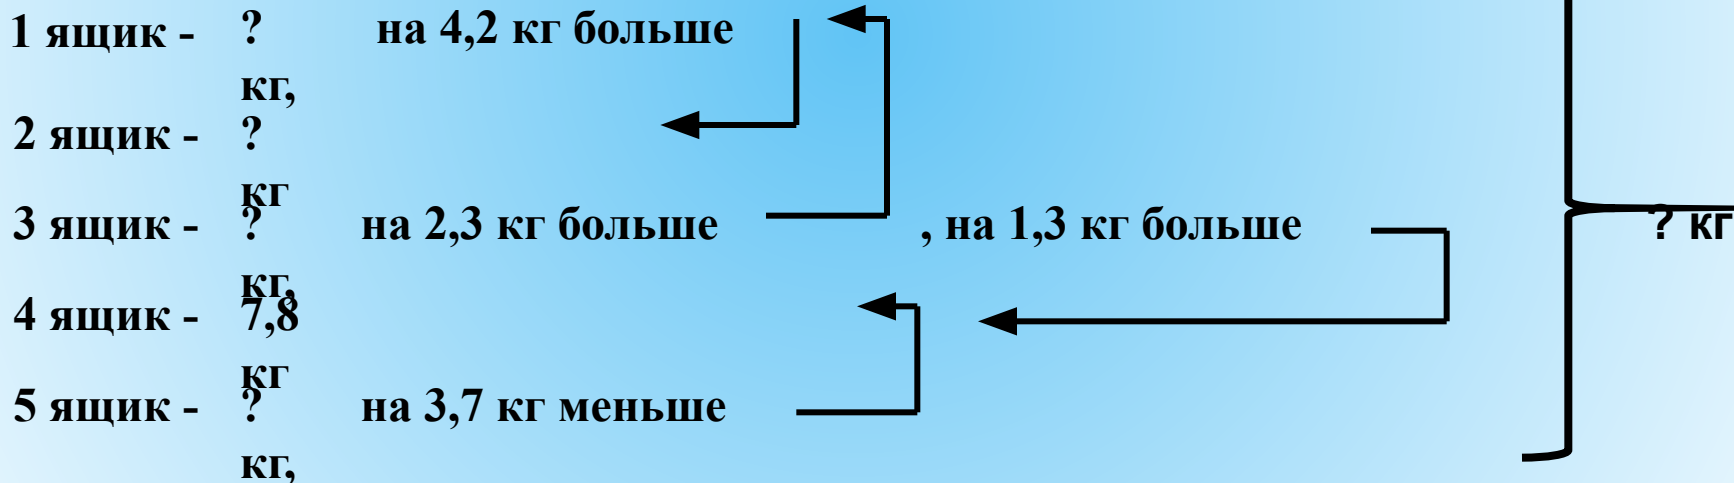 1 ящик - ? кг, на 4,2 кг больше
2 ящик - ? кг
3 ящик - ? кг, на 2,3 кг больше , на 1,3 кг больше
4 ящик - 7,8 кг
5 ящик - ? кг, на 3,7 кг меньше
? кг